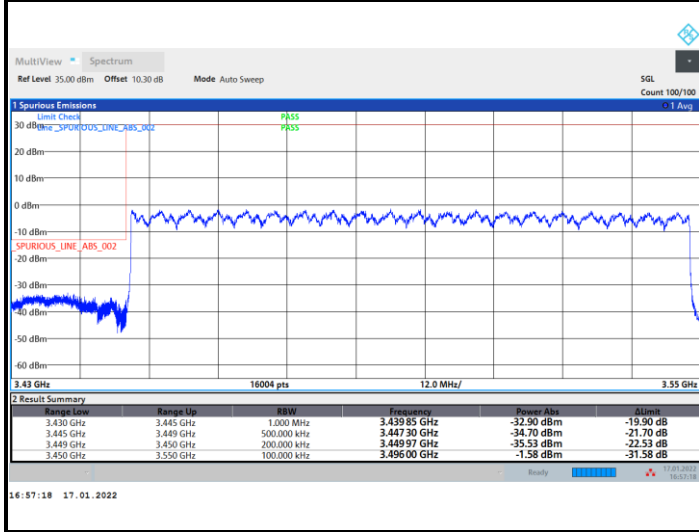 MultiView Spectrum
Ref Level 35.00 dBm Offset 10.30 dB Mode Auto Sweep SGL
Count 100/100
1 Spurious Emissions 1 Avg
Limit Check PASS
30 dBm
Line _SPURIOUS_LINE_ABS_002 PASS
20 dBm
10 dBm
0 dBm
-10 dBm
_SPURIOUS_LINE_ABS_002
-20 dBm
-30 dBm
-40 dBm
-50 dBm
-60 dBm
3.43 GHz 16004 pts 12.0 MHz/ 3.55 GHz
2 Result Summary
Range Low Range Up RBW Frequency Power Abs ΔLimit
3.430 GHz 3.445 GHz 1.000 MHz 3.439 85 GHz -32.90 dBm -19.90 dB
3.445 GHz 3.449 GHz 500.000 kHz 3.447 30 GHz -34.70 dBm -21.70 dB
3.449 GHz 3.450 GHz 200.000 kHz 3.449 97 GHz -35.53 dBm -22.53 dB
3.450 GHz 3.550 GHz 100.000 kHz 3.496 00 GHz -1.58 dBm -31.58 dB
Ready 17.01.2022
16:57:18
16:57:18 17.01.2022